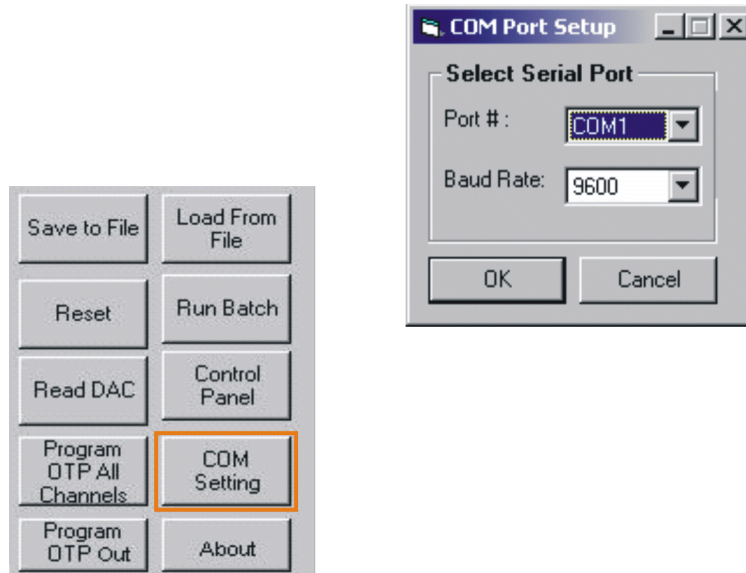 COM Port Setup
Select Serial Port
Port # :
COM1
Baud Rate:
9600
OK
Cancel
Save to File
Load From
File
Reset
Run Batch
Read DAC
Control
Panel
Program
OTP All
Channels
COM
Setting
Program
OTP Out
About